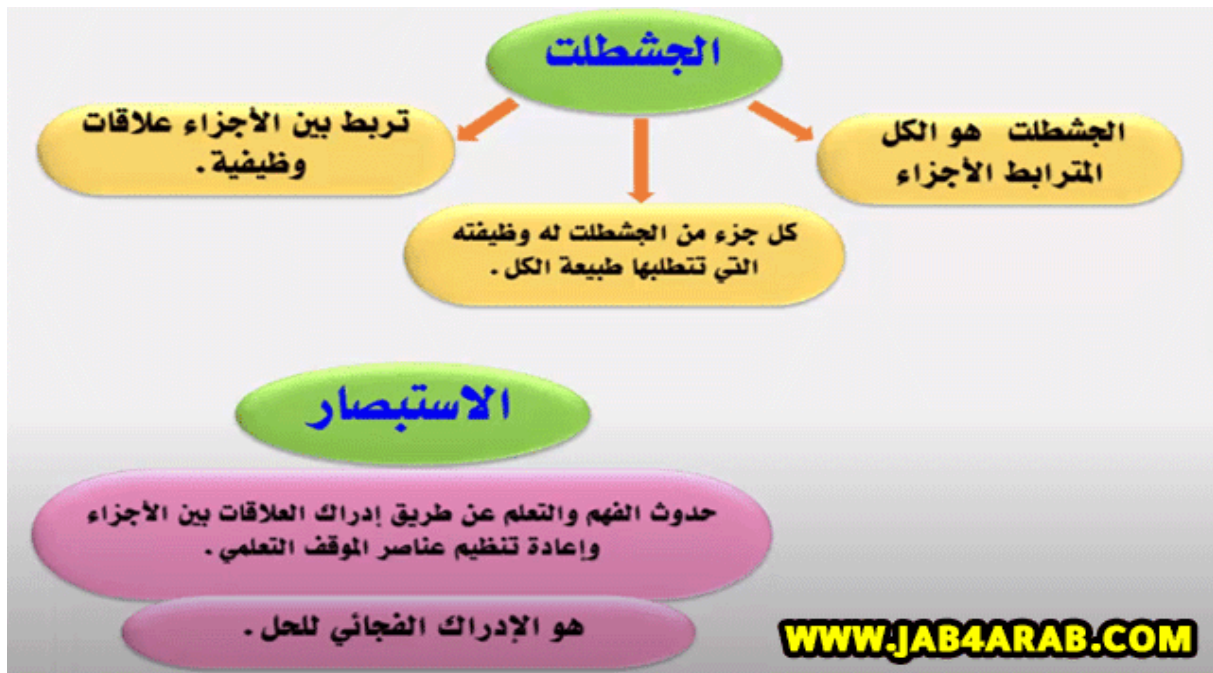 الجشطلت
الجشطلت هو الكل
المترابط الأجزاء
كل جزء من الجشطلت له وظيفته
التي تتطلبها طبيعة الكل .
تربط بين الأجزاء علاقات
وظيفية .
الاستبصار
حدوث الفهم والتعلم عن طريق إدراك العلاقات بين الأجزاء
وإعادة تنظيم عناصر الموقف التعلمي .
هو الإدراك الفجائي للحل .
WWW.JAB4ARAB.COM